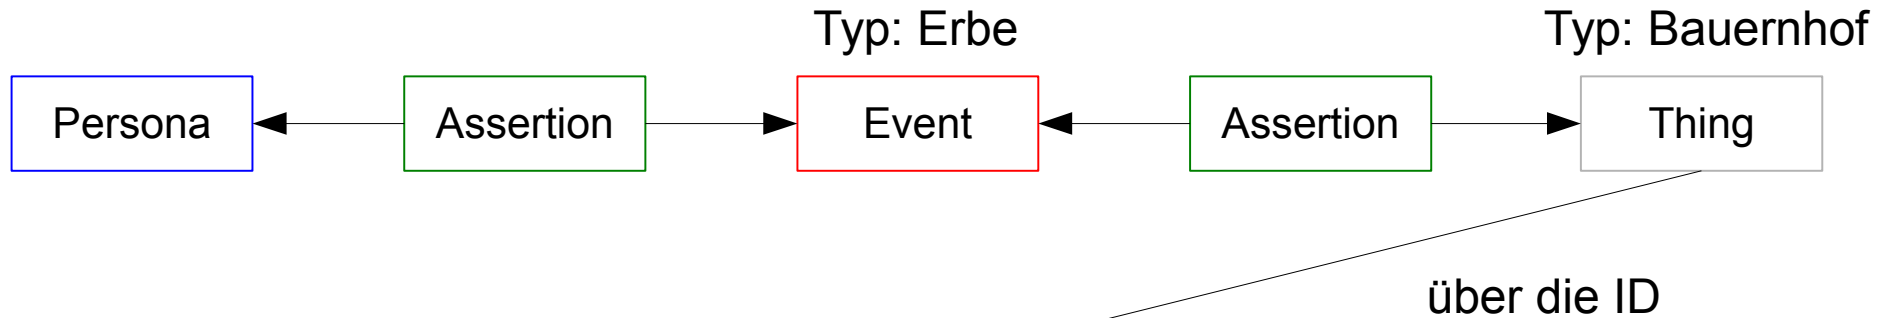 Typ: Erbe
Typ: Bauernhof
Persona
Assertion
Event
Assertion
Thing
über die ID